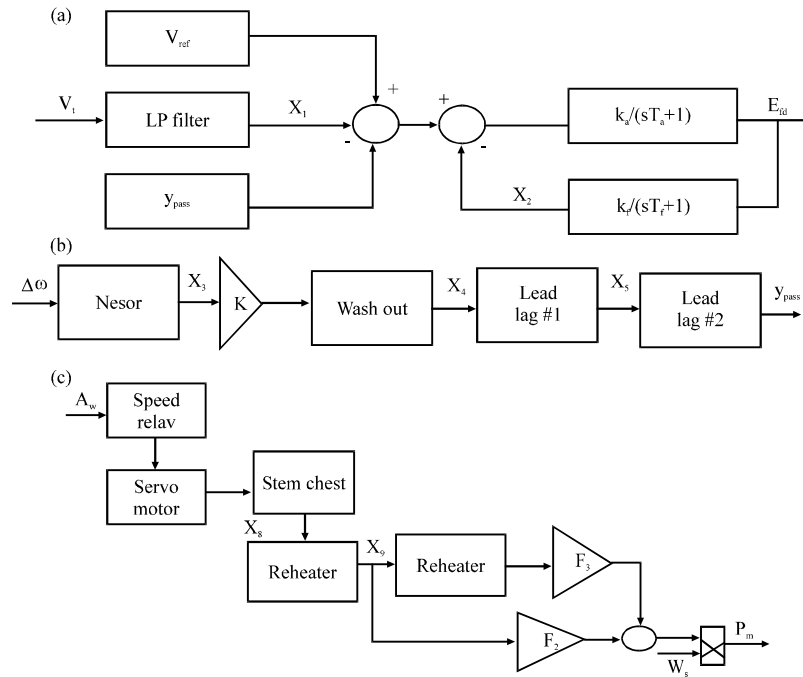 (a)
V_ref
+
V_t
LP filter
X_1
-
+
-
k_a/(sT_a+1)
E_fd
y_pass
X_2
k_f/(sT_f+1)
(b)
Δω
Nesor
X_3
K
Wash out
X_4
Lead
lag #1
X_5
Lead
lag #2
y_pass
(c)
A_w
Speed
relav
Servo
motor
Stem chest
X_8
Reheater
X_9
Reheater
F_3
F_2
W_s
P_m